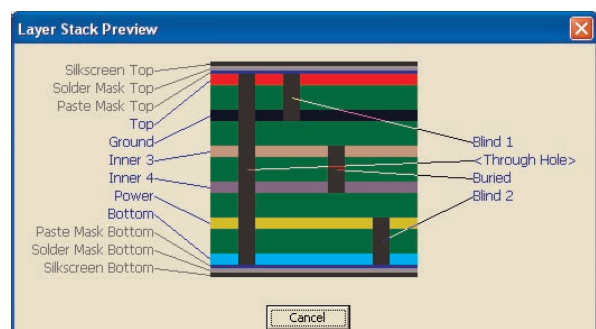 Layer Stack Preview
Silkscreen Top
Solder Mask Top
Paste Mask Top
Top
Ground
Inner 3
Inner 4
Power
Bottom
Paste Mask Bottom
Solder Mask Bottom
Silkscreen Bottom
Blind 1
<Through Hole>
Buried
Blind 2
Cancel